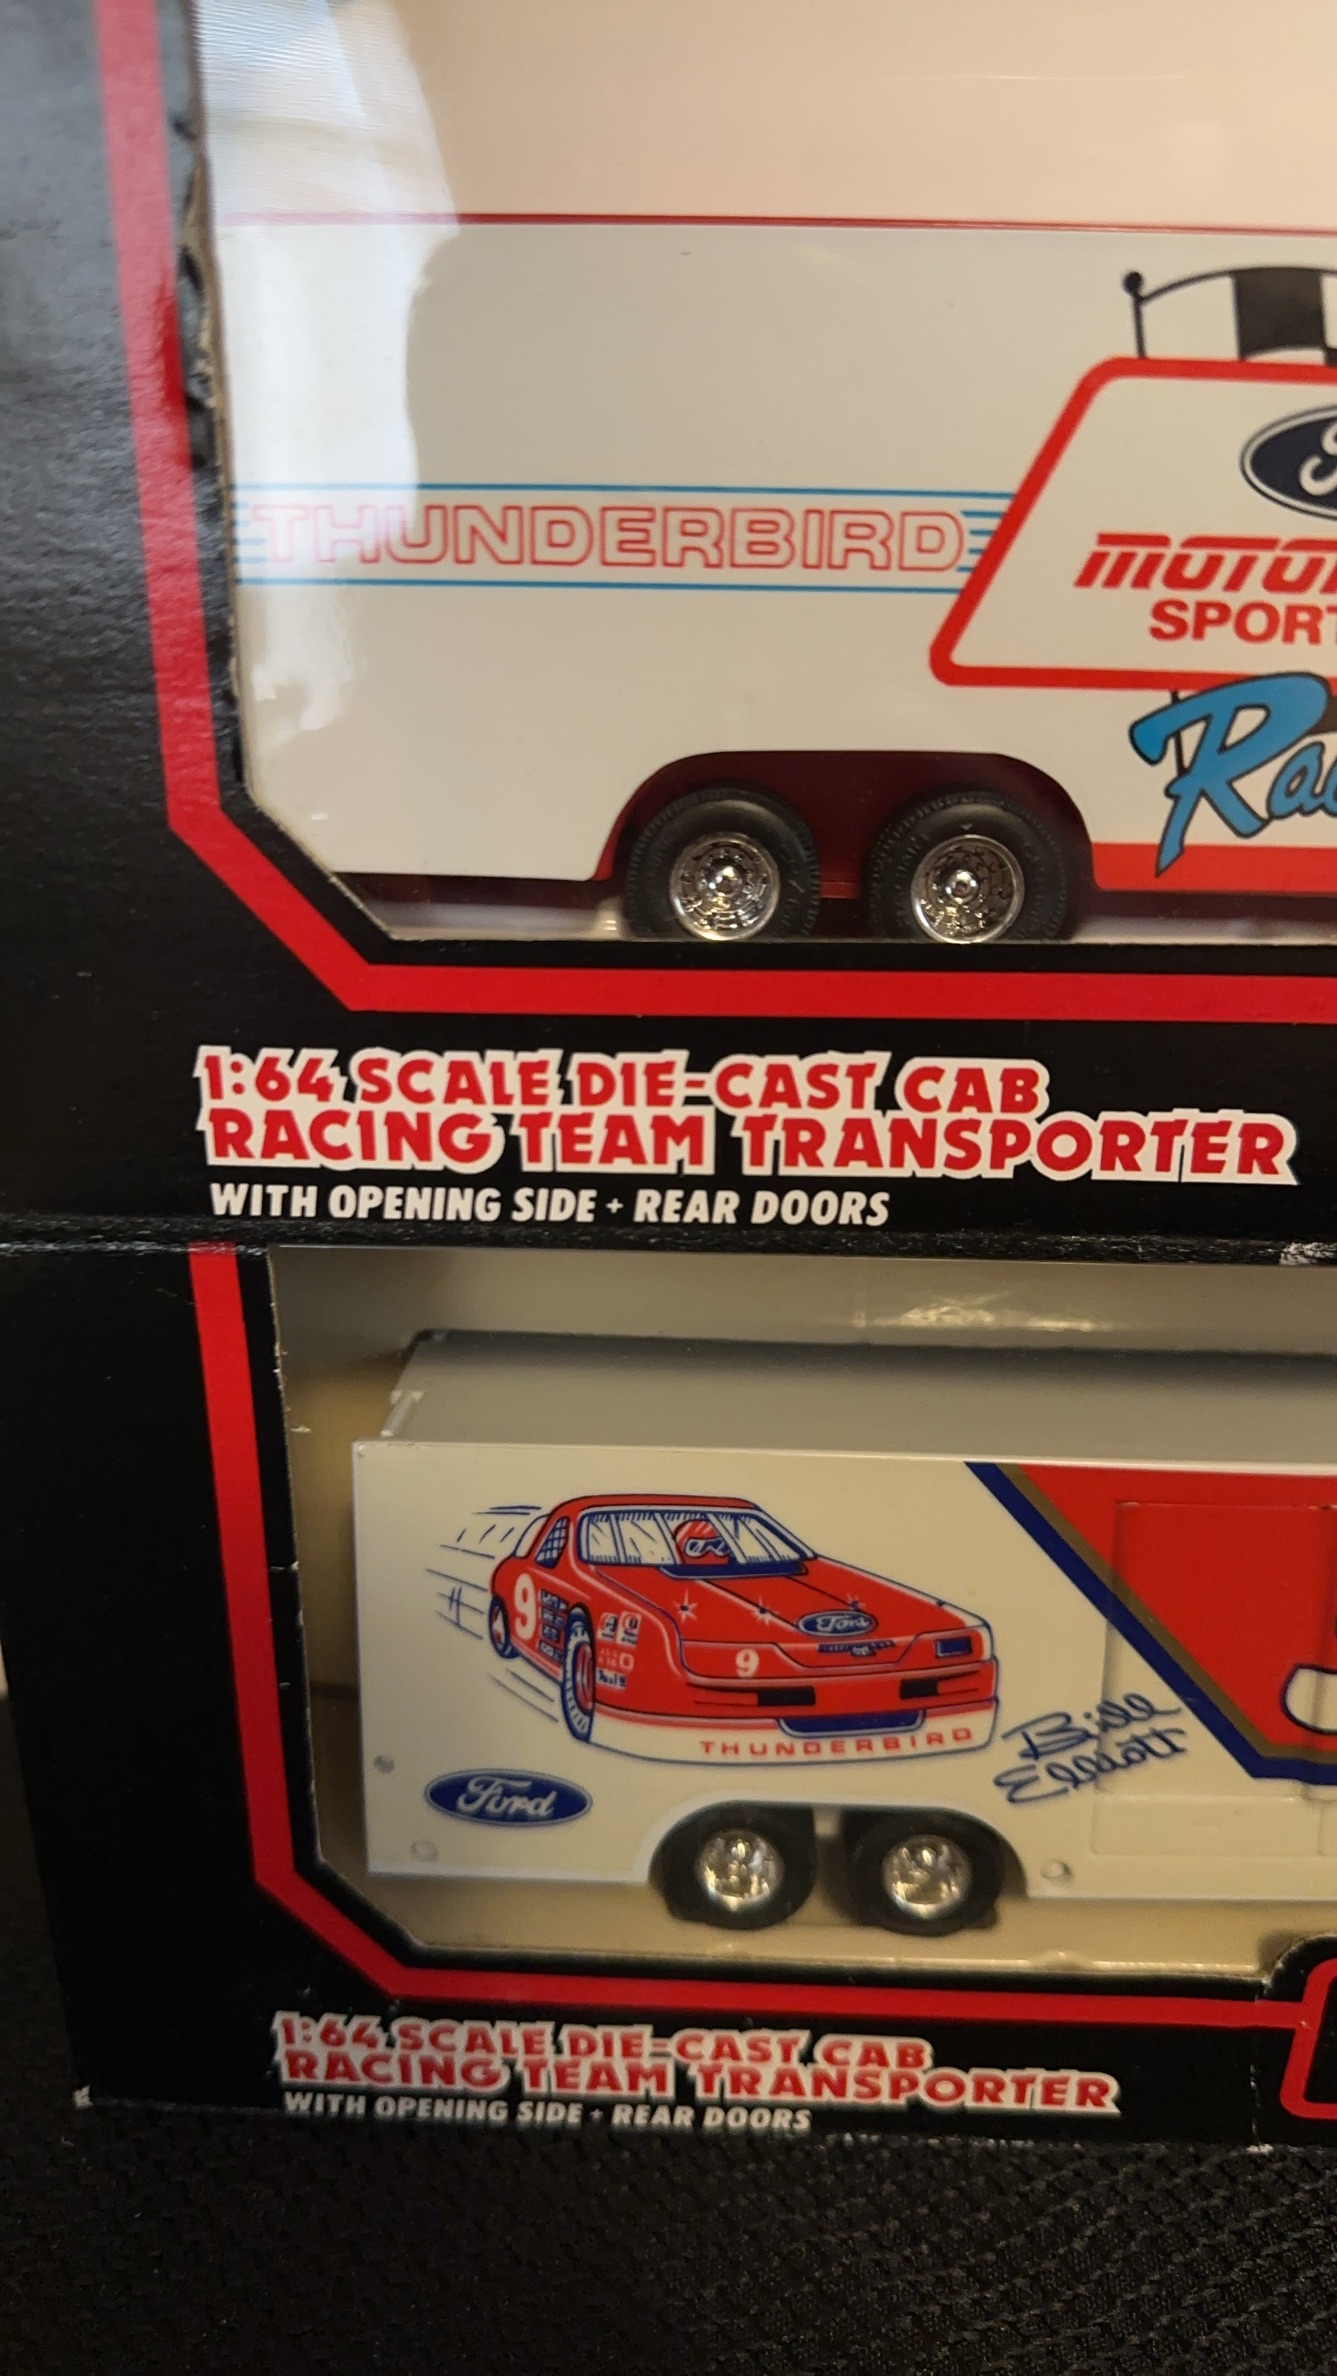 THUNDERBIRD
SPORT
1:64 SCALE DIE-CAST CAB
RACING TEAM TRANSPORTER
WITH OPENING SIDE + REAR DOORS
9
Ford
9
THUNDERBIRD
Bill
Elliott
Ford
1:64 SCALE DIE-CAST CAB
RACING TEAM TRANSPORTER
WITH OPENING SIDE + REAR DOORS